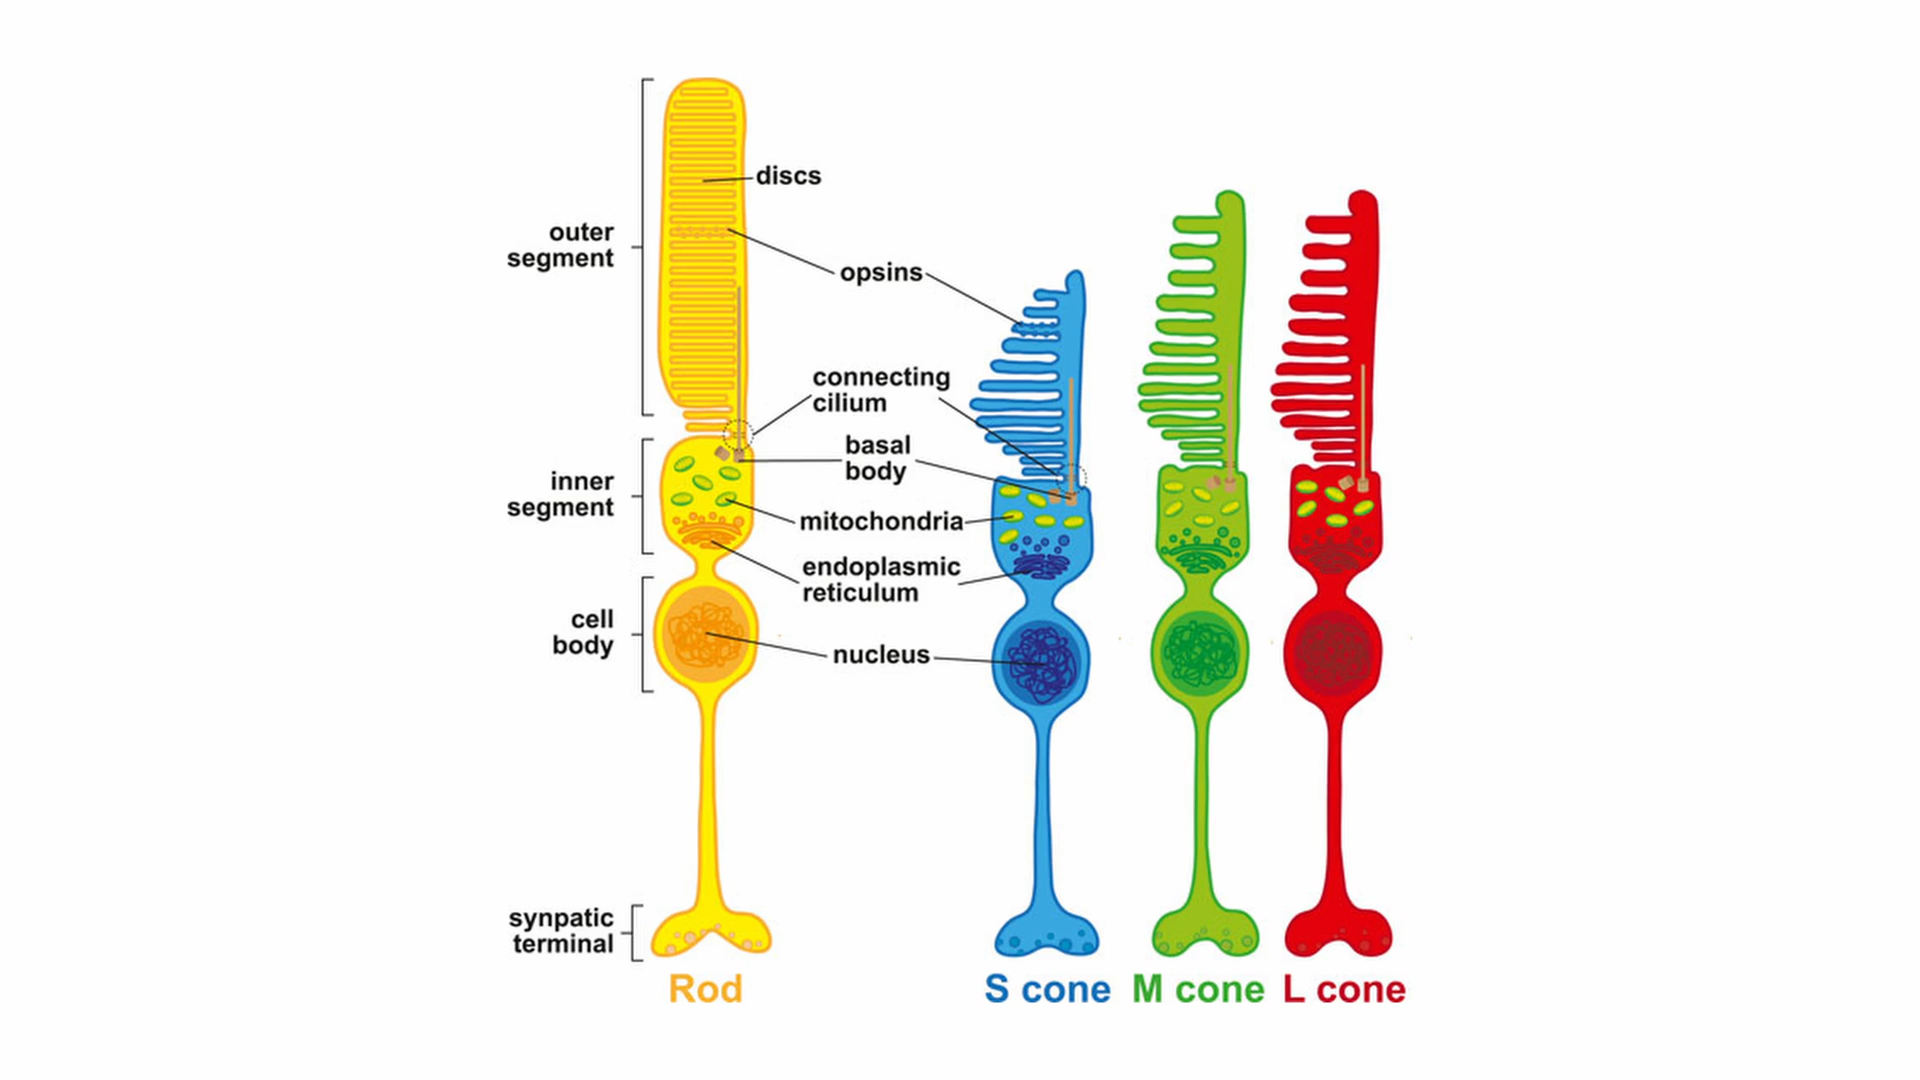 discs
outer
segment
opsins
connecting
cilium
basal
body
inner
segment
mitochondria
endoplasmic
reticulum
cell
body
nucleus
synpatic
terminal
Rod
S cone
M cone
L cone